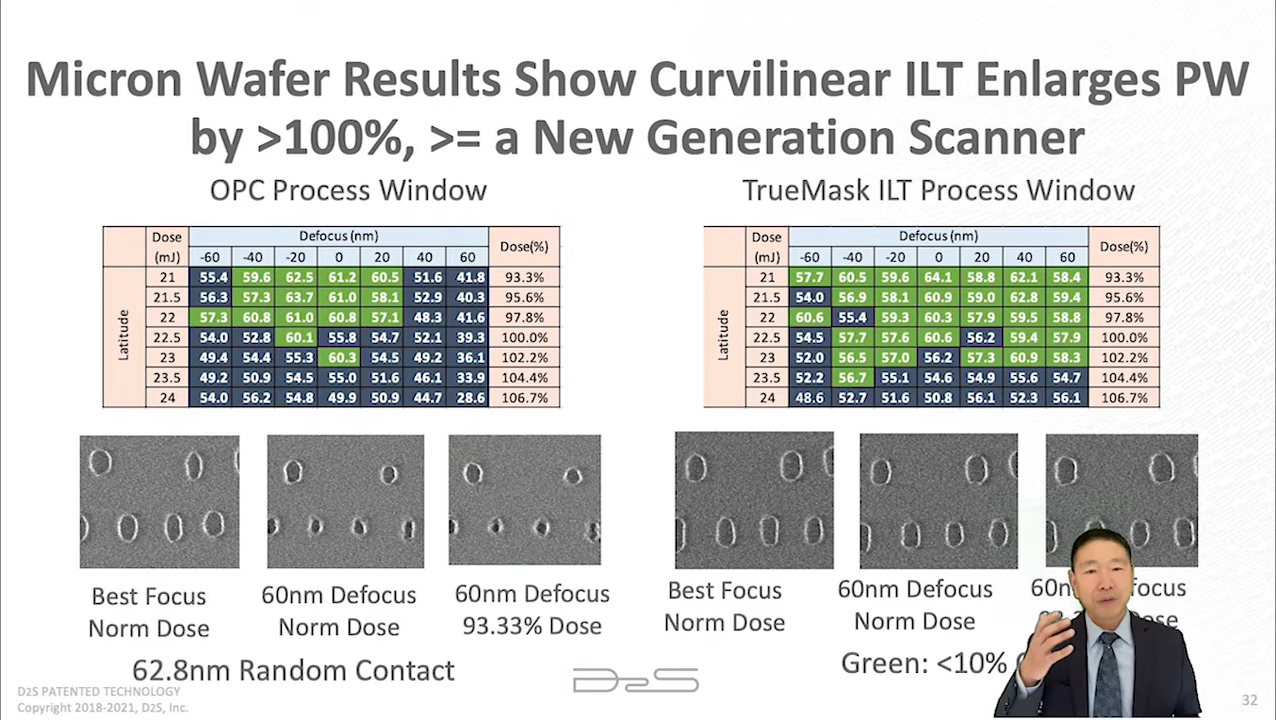 Micron Wafer Results Show Curvilinear ILT Enlarges PW
by >100%, >= a New Generation Scanner
OPC Process Window
Dose
(mJ)
Defocus (nm)
Dose(%)
-60 -40 -20 0 20 40 60
Latitude
21 55.4 59.6 62.5 61.2 60.5 51.6 41.8 93.3%
21.5 56.3 57.3 63.7 61.0 58.1 52.9 40.3 95.6%
22 57.3 60.8 61.0 60.8 57.1 48.3 41.6 97.8%
22.5 54.0 52.8 60.1 55.8 54.7 52.1 39.3 100.0%
23 49.4 54.4 55.3 60.3 54.5 49.2 36.1 102.2%
23.5 49.2 50.9 54.5 55.0 51.6 46.1 33.9 104.4%
24 54.0 56.2 54.8 49.9 50.9 44.7 28.6 106.7%
TrueMask ILT Process Window
Dose
(mJ)
Defocus (nm)
Dose(%)
-60 -40 -20 0 20 40 60
Latitude
21 57.7 60.5 59.6 64.1 58.8 62.1 58.4 93.3%
21.5 54.0 56.9 58.1 60.9 59.0 62.8 59.4 95.6%
22 60.6 55.4 59.3 60.3 57.9 59.5 58.8 97.8%
22.5 54.5 57.7 57.6 60.6 56.2 59.4 57.9 100.0%
23 52.0 56.5 57.0 56.2 57.3 60.9 58.3 102.2%
23.5 52.2 56.7 55.1 54.6 54.9 55.6 54.7 104.4%
24 48.6 52.7 51.6 50.8 56.1 52.3 56.1 106.7%
Best Focus
Norm Dose
60nm Defocus
Norm Dose
60nm Defocus
93.33% Dose
Best Focus
Norm Dose
60nm Defocus
Norm Dose
62.8nm Random Contact
D2S
Green: <10%
D2S PATENTED TECHNOLOGY
Copyright 2018-2021, D2S, Inc.
32